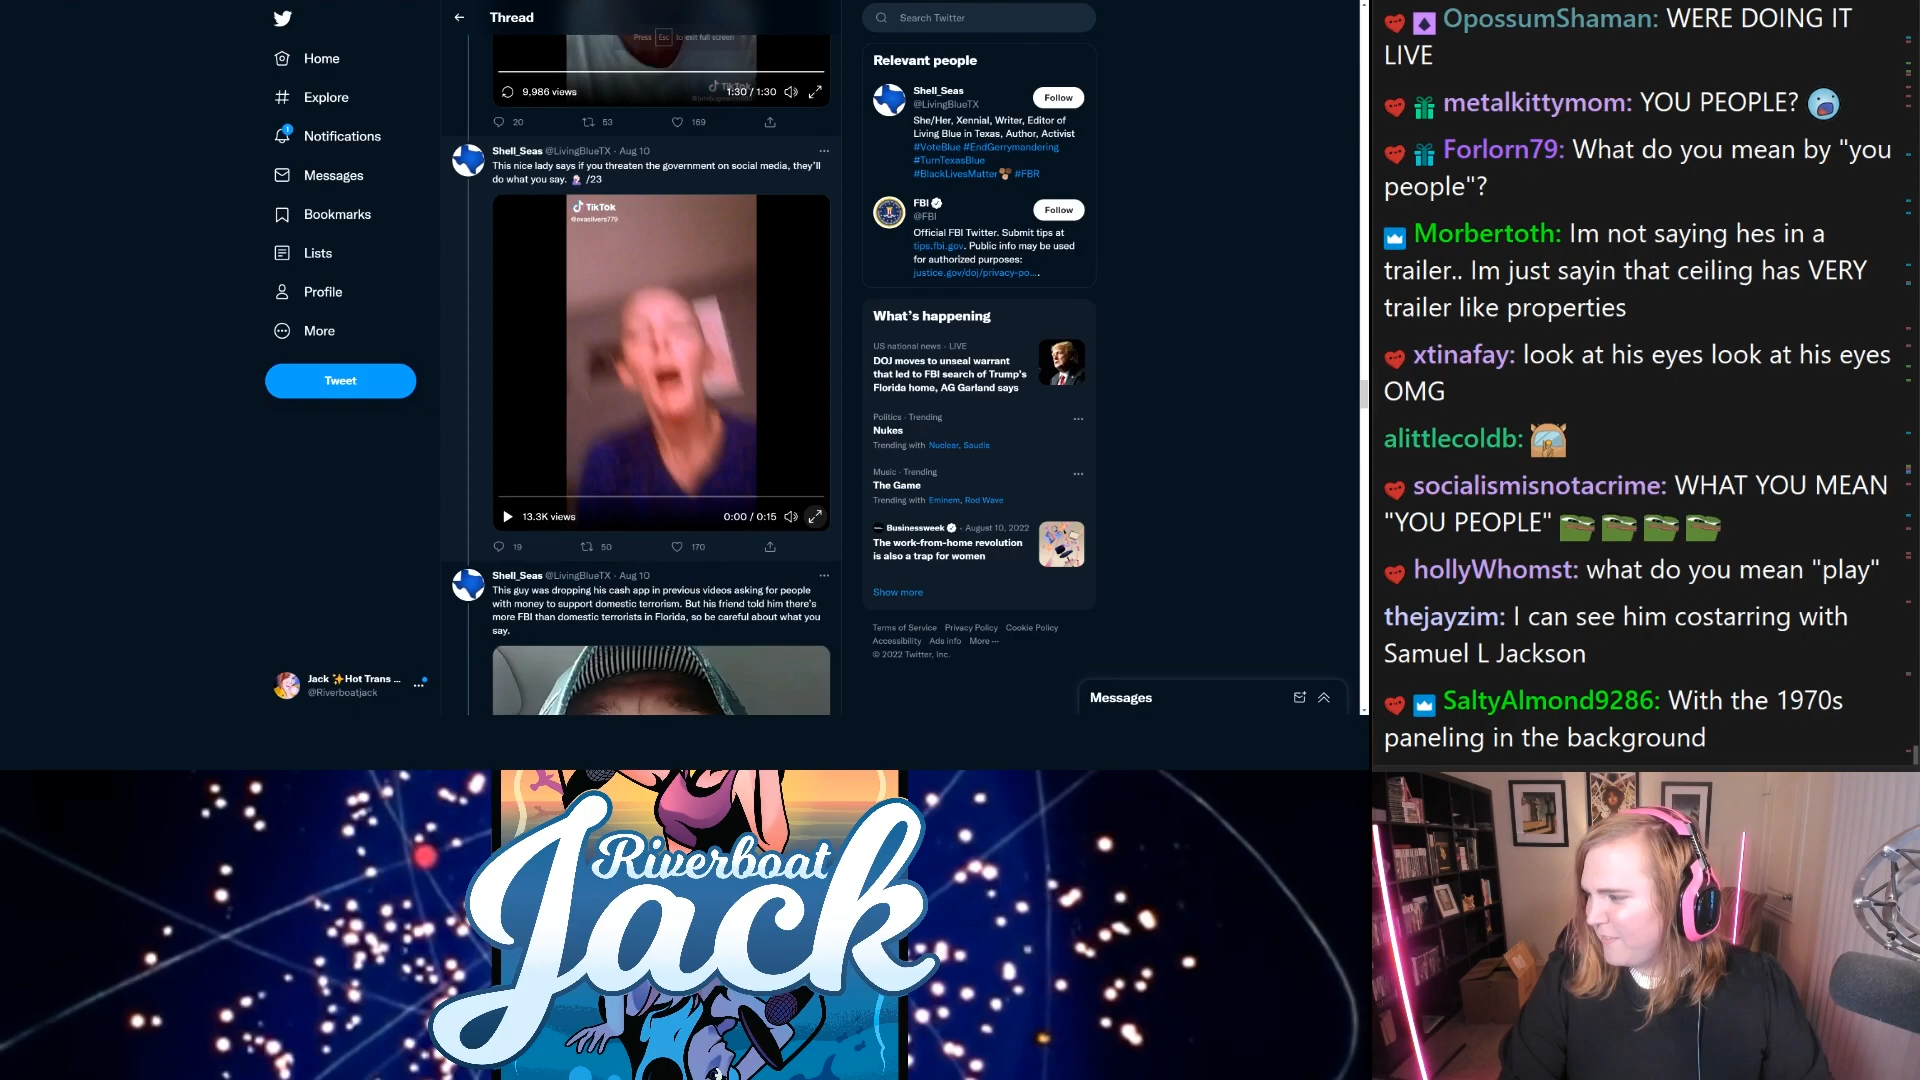 Home
Explore
1
Notifications
Messages
Bookmarks
Lists
Profile
More
Tweet
Jack ✨Hot Trans ...
@Riverboatjack
Thread
Press Esc to exit full screen
TikTok
9,986 views
1:30 / 1:30
20
53
169
Shell_Seas @LivingBlueTX · Aug 10
This nice lady says if you threaten the government on social media, they'll
do what you say. /23
TikTok
@evasilvers779
13.3K views
0:00 / 0:15
19
50
170
Shell_Seas @LivingBlueTX · Aug 10
This guy was dropping his cash app in previous videos asking for people
with money to support domestic terrorism. But his friend told him there's
more FBI than domestic terrorists in Florida, so be careful about what you
say.
Search Twitter
Relevant people
Shell_Seas
@LivingBlueTX
Follow
She/Her, Xennial, Writer, Editor of
Living Blue in Texas, Author, Activist
#VoteBlue #EndGerrymandering
#TurnTexasBlue
#BlackLivesMatter #FBR
FBI
@FBI
Follow
Official FBI Twitter. Submit tips at
tips.fbi.gov. Public info may be used
for authorized purposes:
justice.gov/doj/privacy-po….
What's happening
US national news · LIVE
DOJ moves to unseal warrant
that led to FBI search of Trump's
Florida home, AG Garland says
Politics · Trending
Nukes
Trending with Nuclear, Saudis
Music · Trending
The Game
Trending with Eminem, Rod Wave
Businessweek · August 10, 2022
The work-from-home revolution
is also a trap for women
Show more
Terms of Service Privacy Policy Cookie Policy
Accessibility Ads info More ···
© 2022 Twitter, Inc.
Messages
OpossumShaman: WERE DOING IT
LIVE
metalkittymom: YOU PEOPLE?
Forlorn79: What do you mean by "you
people"?
Morbertoth: Im not saying hes in a
trailer.. Im just sayin that ceiling has VERY
trailer like properties
xtinafay: look at his eyes look at his eyes
OMG
alittlecoldb:
socialismisnotacrime: WHAT YOU MEAN
"YOU PEOPLE"
hollyWhomst: what do you mean "play"
thejayzim: I can see him costarring with
Samuel L Jackson
SaltyAlmond9286: With the 1970s
paneling in the background
Riverboat
Jack